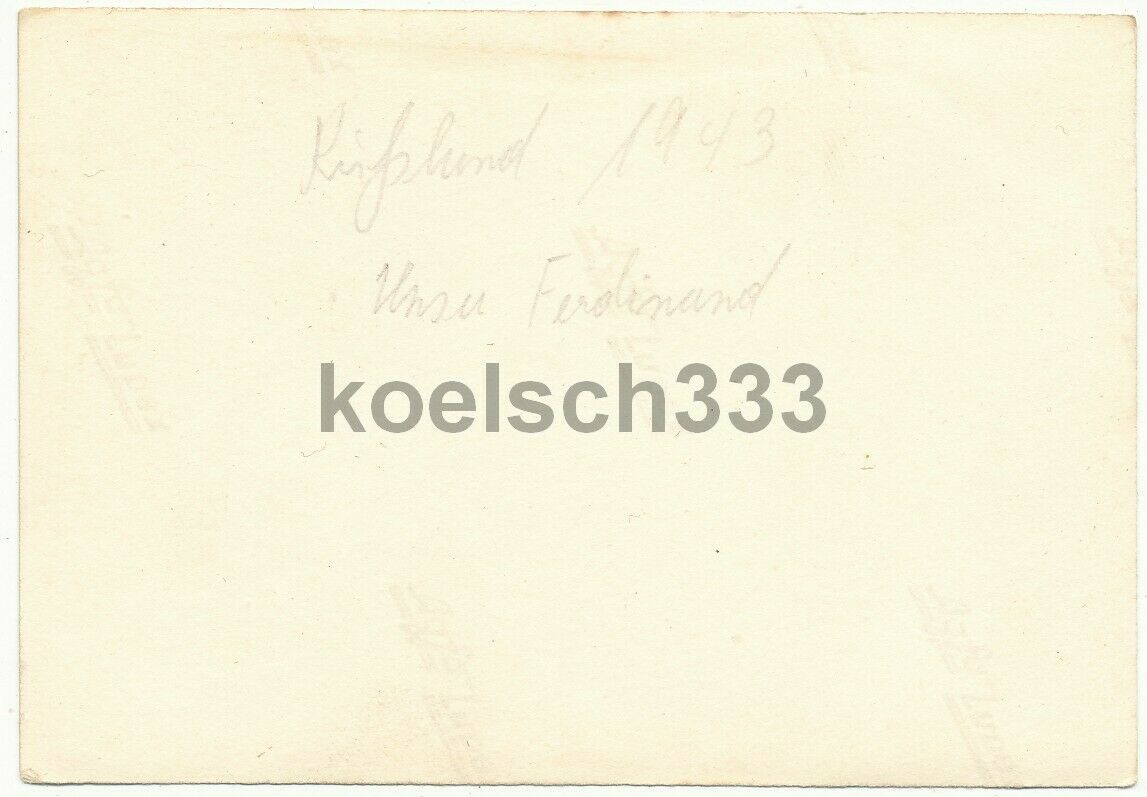 Rußland 1943
Unser Ferdinand
koelsch333